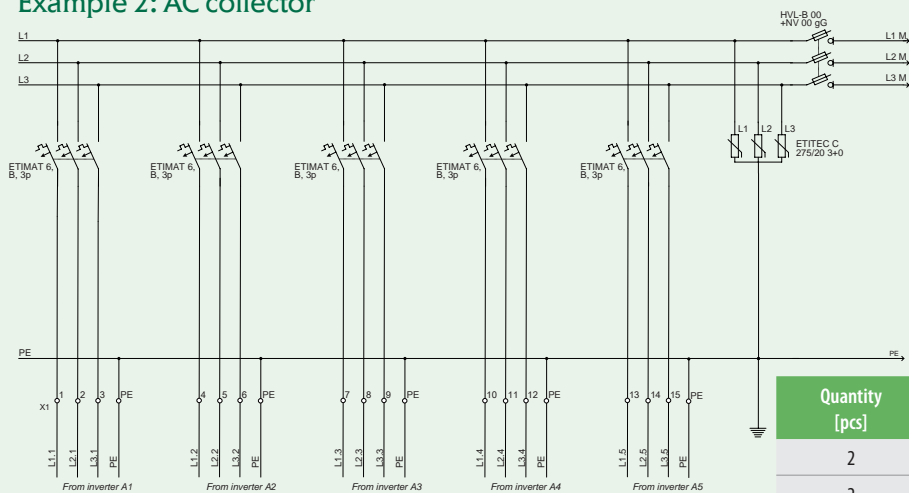 Example 2: AC collector
HVL-B 00
+NV 00 gG
L1
L1 M
L2
L2 M
L3
L3 M
L1 L2 L3
ETITEC C
275/20 3+0
ETIMAT 6,
B, 3p
ETIMAT 6,
B, 3p
ETIMAT 6,
B, 3p
ETIMAT 6,
B, 3p
ETIMAT 6,
B, 3p
PE
PE
X1
1 2 3 PE
4 5 6 PE
7 8 9 PE
10 11 12 PE
13 14 15 PE
L1.1 L2.1 L3.1 PE
L1.2 L2.2 L3.2 PE
L1.3 L2.3 L3.3 PE
L1.4 L2.4 L3.4 PE
L1.5 L2.5 L3.5 PE
From inverter A1
From inverter A2
From inverter A3
From inverter A4
From inverter A5
Quantity
[pcs]
2